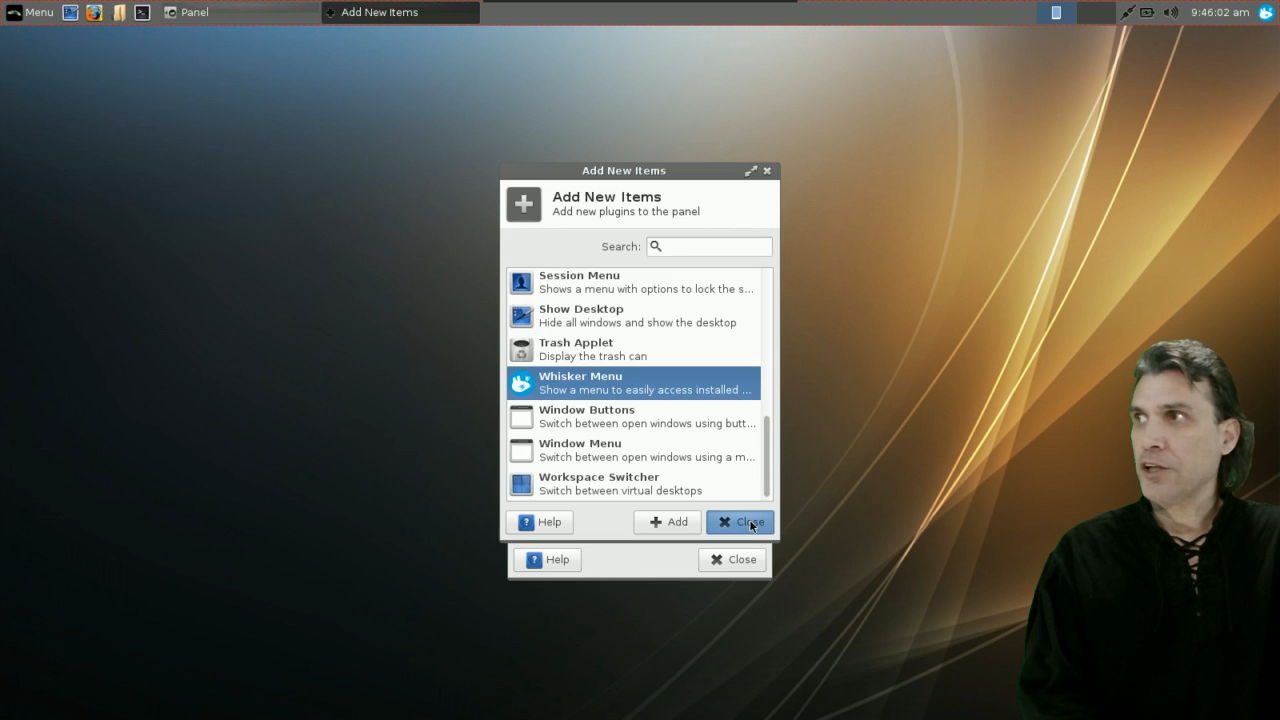 Menu
Panel
Add New Items
9:46:02 am
Add New Items
Add New Items
Add new plugins to the panel
Search:
Session Menu
Shows a menu with options to lock the s...
Show Desktop
Hide all windows and show the desktop
Trash Applet
Display the trash can
Whisker Menu
Show a menu to easily access installed ...
Window Buttons
Switch between open windows using butt...
Window Menu
Switch between open windows using a m...
Workspace Switcher
Switch between virtual desktops
Help
Add
Close
Help
Close